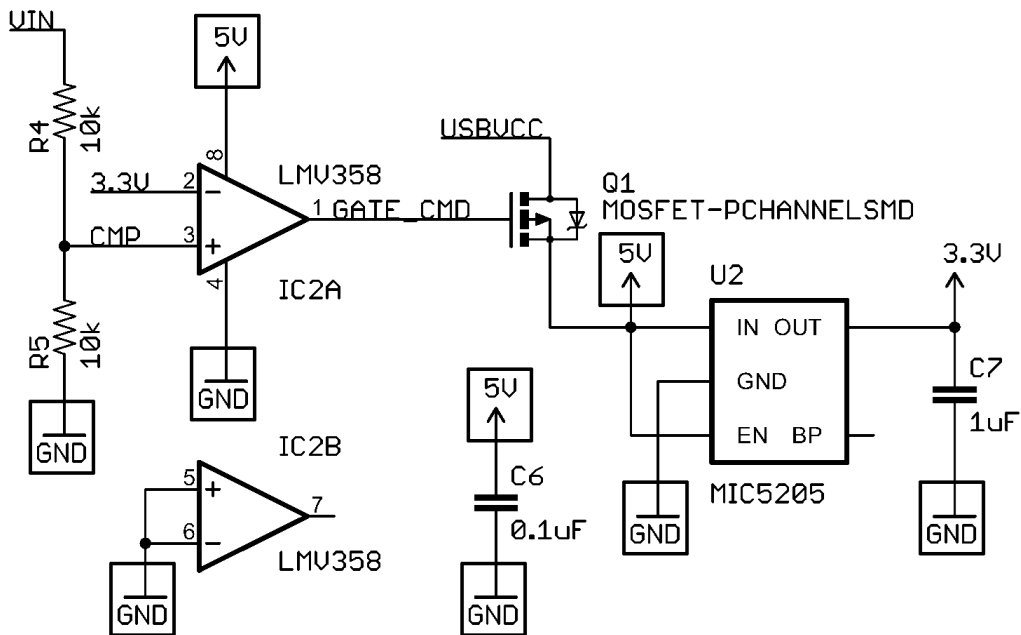 VIN
5V
R4
10k
8
LMV358
3.3V
2
1
GATE_CMD
CMP
3
4
IC2A
R5
10k
GND
GND
USBVCC
Q1
MOSFET-PCHANNELSMD
5V
U2
3.3V
IN OUT
GND
EN BP
MIC5205
C7
1uF
GND
GND
IC2B
5
6
7
LMV358
GND
5V
C6
0.1uF
GND